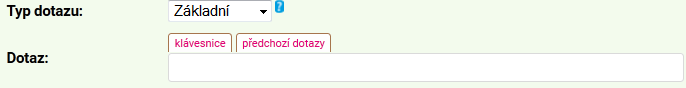 Typ dotazu: Základní ?
klávesnice předchozí dotazy
Dotaz: